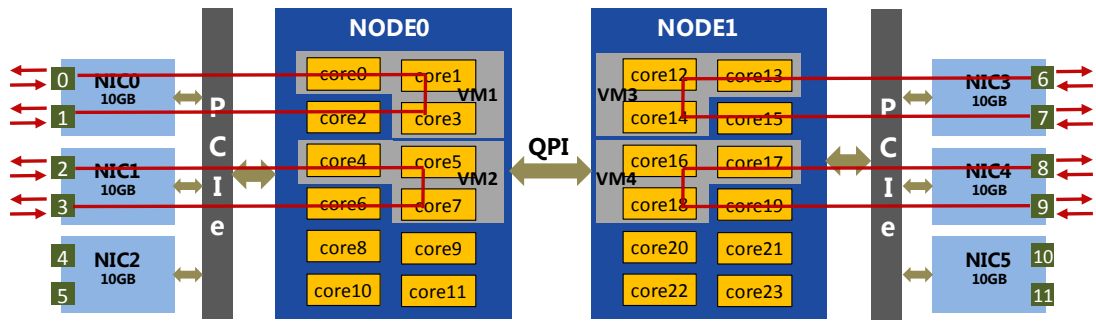 NODE0
NODE1
0
NIC0
10GB
1
2
NIC1
10GB
3
4
NIC2
10GB
5
P
C
I
e
core0
core1
VM1
core2
core3
core4
core5
VM2
core6
core7
core8
core9
core10
core11
QPI
core12
core13
VM3
core14
core15
core16
core17
VM4
core18
core19
core20
core21
core22
core23
P
C
I
e
6
NIC3
10GB
7
8
NIC4
10GB
9
10
NIC5
10GB
11